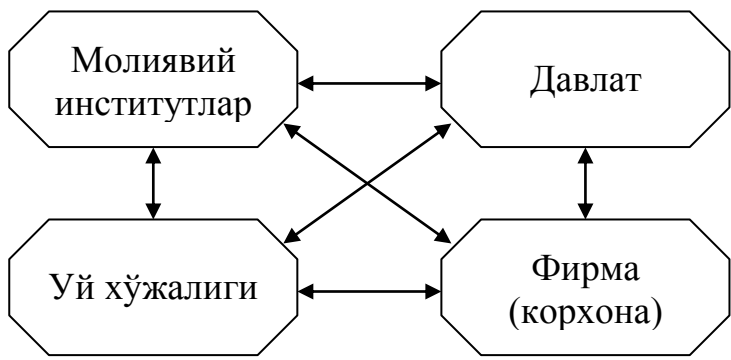 Молиявий
институтлар
Давлат
Уй хўжалиги
Фирма
(корхона)